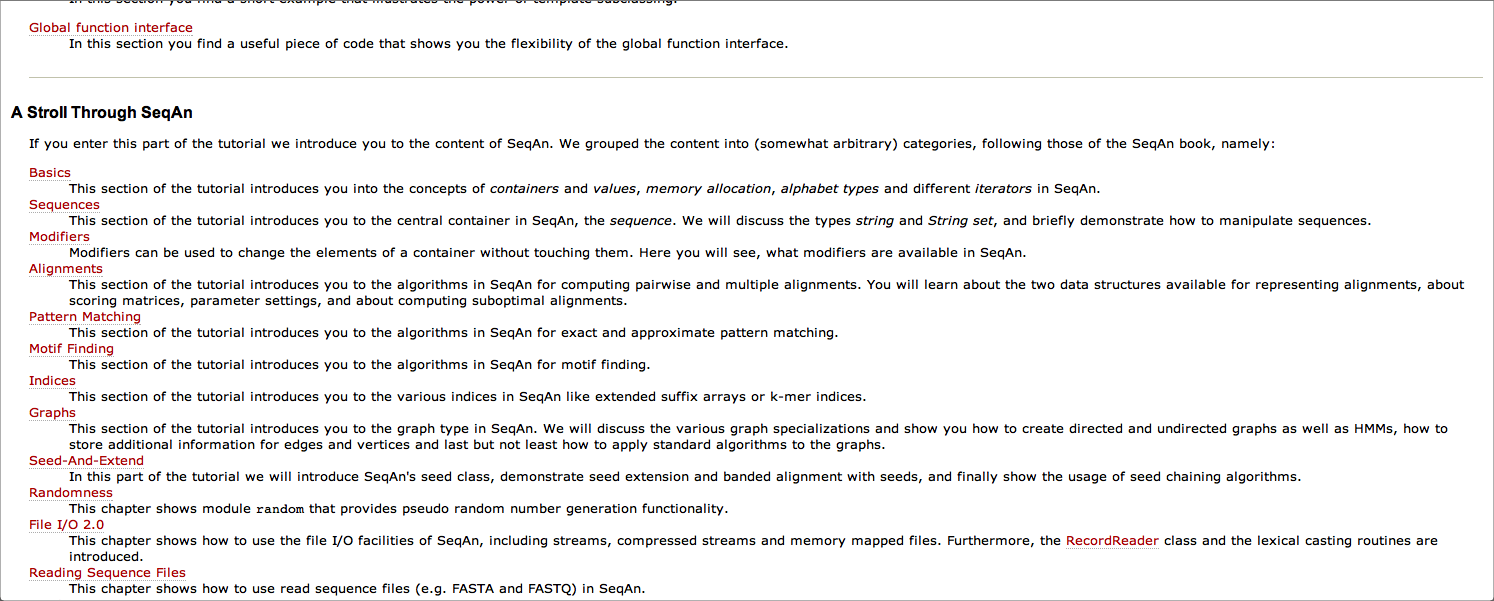 in this section you find a short example that illustrates the power of template subclassing.
Global function interface
In this section you find a useful piece of code that shows you the flexibility of the global function interface.
A Stroll Through SeqAn
If you enter this part of the tutorial we introduce you to the content of SeqAn. We grouped the content into (somewhat arbitrary) categories, following those of the SeqAn book, namely:
Basics
This section of the tutorial introduces you into the concepts of containers and values, memory allocation, alphabet types and different iterators in SeqAn.
Sequences
This section of the tutorial introduces you to the central container in SeqAn, the sequence. We will discuss the types string and String set, and briefly demonstrate how to manipulate sequences.
Modifiers
Modifiers can be used to change the elements of a container without touching them. Here you will see, what modifiers are available in SeqAn.
Alignments
This section of the tutorial introduces you to the algorithms in SeqAn for computing pairwise and multiple alignments. You will learn about the two data structures available for representing alignments, about
scoring matrices, parameter settings, and about computing suboptimal alignments.
Pattern Matching
This section of the tutorial introduces you to the algorithms in SeqAn for exact and approximate pattern matching.
Motif Finding
This section of the tutorial introduces you to the algorithms in SeqAn for motif finding.
Indices
This section of the tutorial introduces you to the various indices in SeqAn like extended suffix arrays or k-mer indices.
Graphs
This section of the tutorial introduces you to the graph type in SeqAn. We will discuss the various graph specializations and show you how to create directed and undirected graphs as well as HMMs, how to
store additional information for edges and vertices and last but not least how to apply standard algorithms to the graphs.
Seed-And-Extend
In this part of the tutorial we will introduce SeqAn's seed class, demonstrate seed extension and banded alignment with seeds, and finally show the usage of seed chaining algorithms.
Randomness
This chapter shows module random that provides pseudo random number generation functionality.
File I/O 2.0
This chapter shows how to use the file I/O facilities of SeqAn, including streams, compressed streams and memory mapped files. Furthermore, the RecordReader class and the lexical casting routines are
introduced.
Reading Sequence Files
This chapter shows how to use read sequence files (e.g. FASTA and FASTQ) in SeqAn.